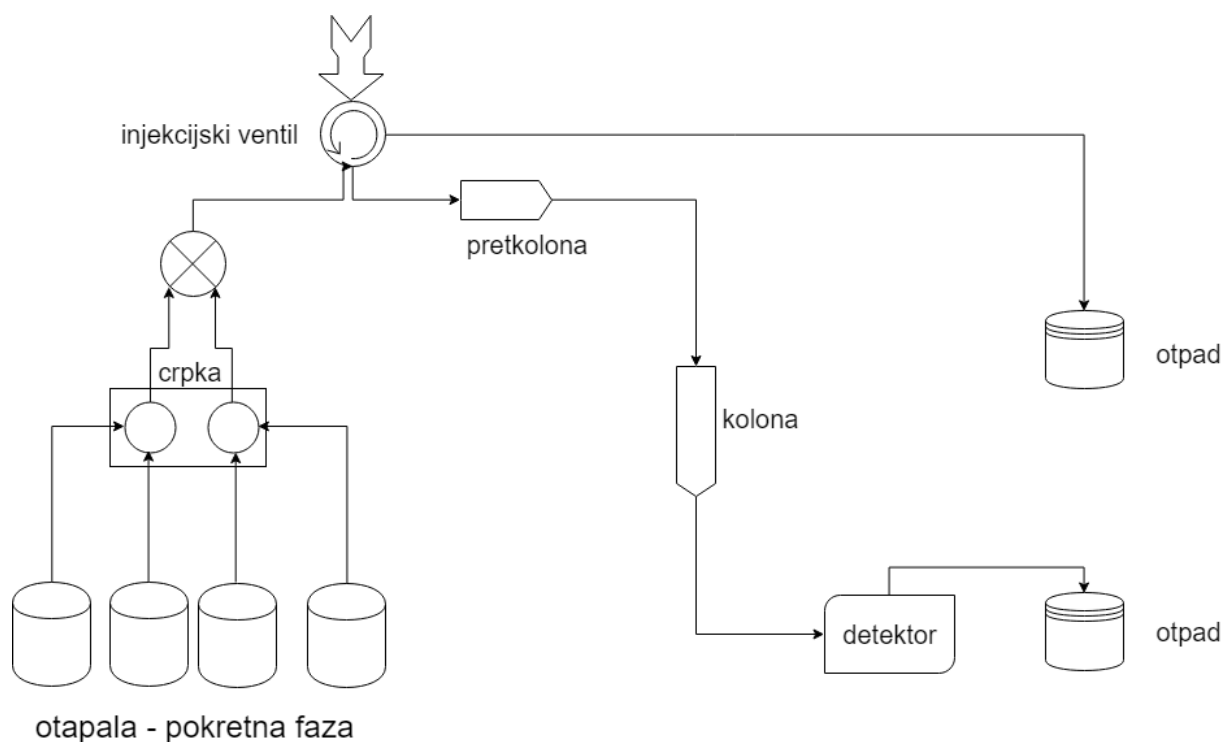 injekcijski ventil
pretkolona
crpka
otpad
kolona
detektor
otpad
otapala - pokretna faza